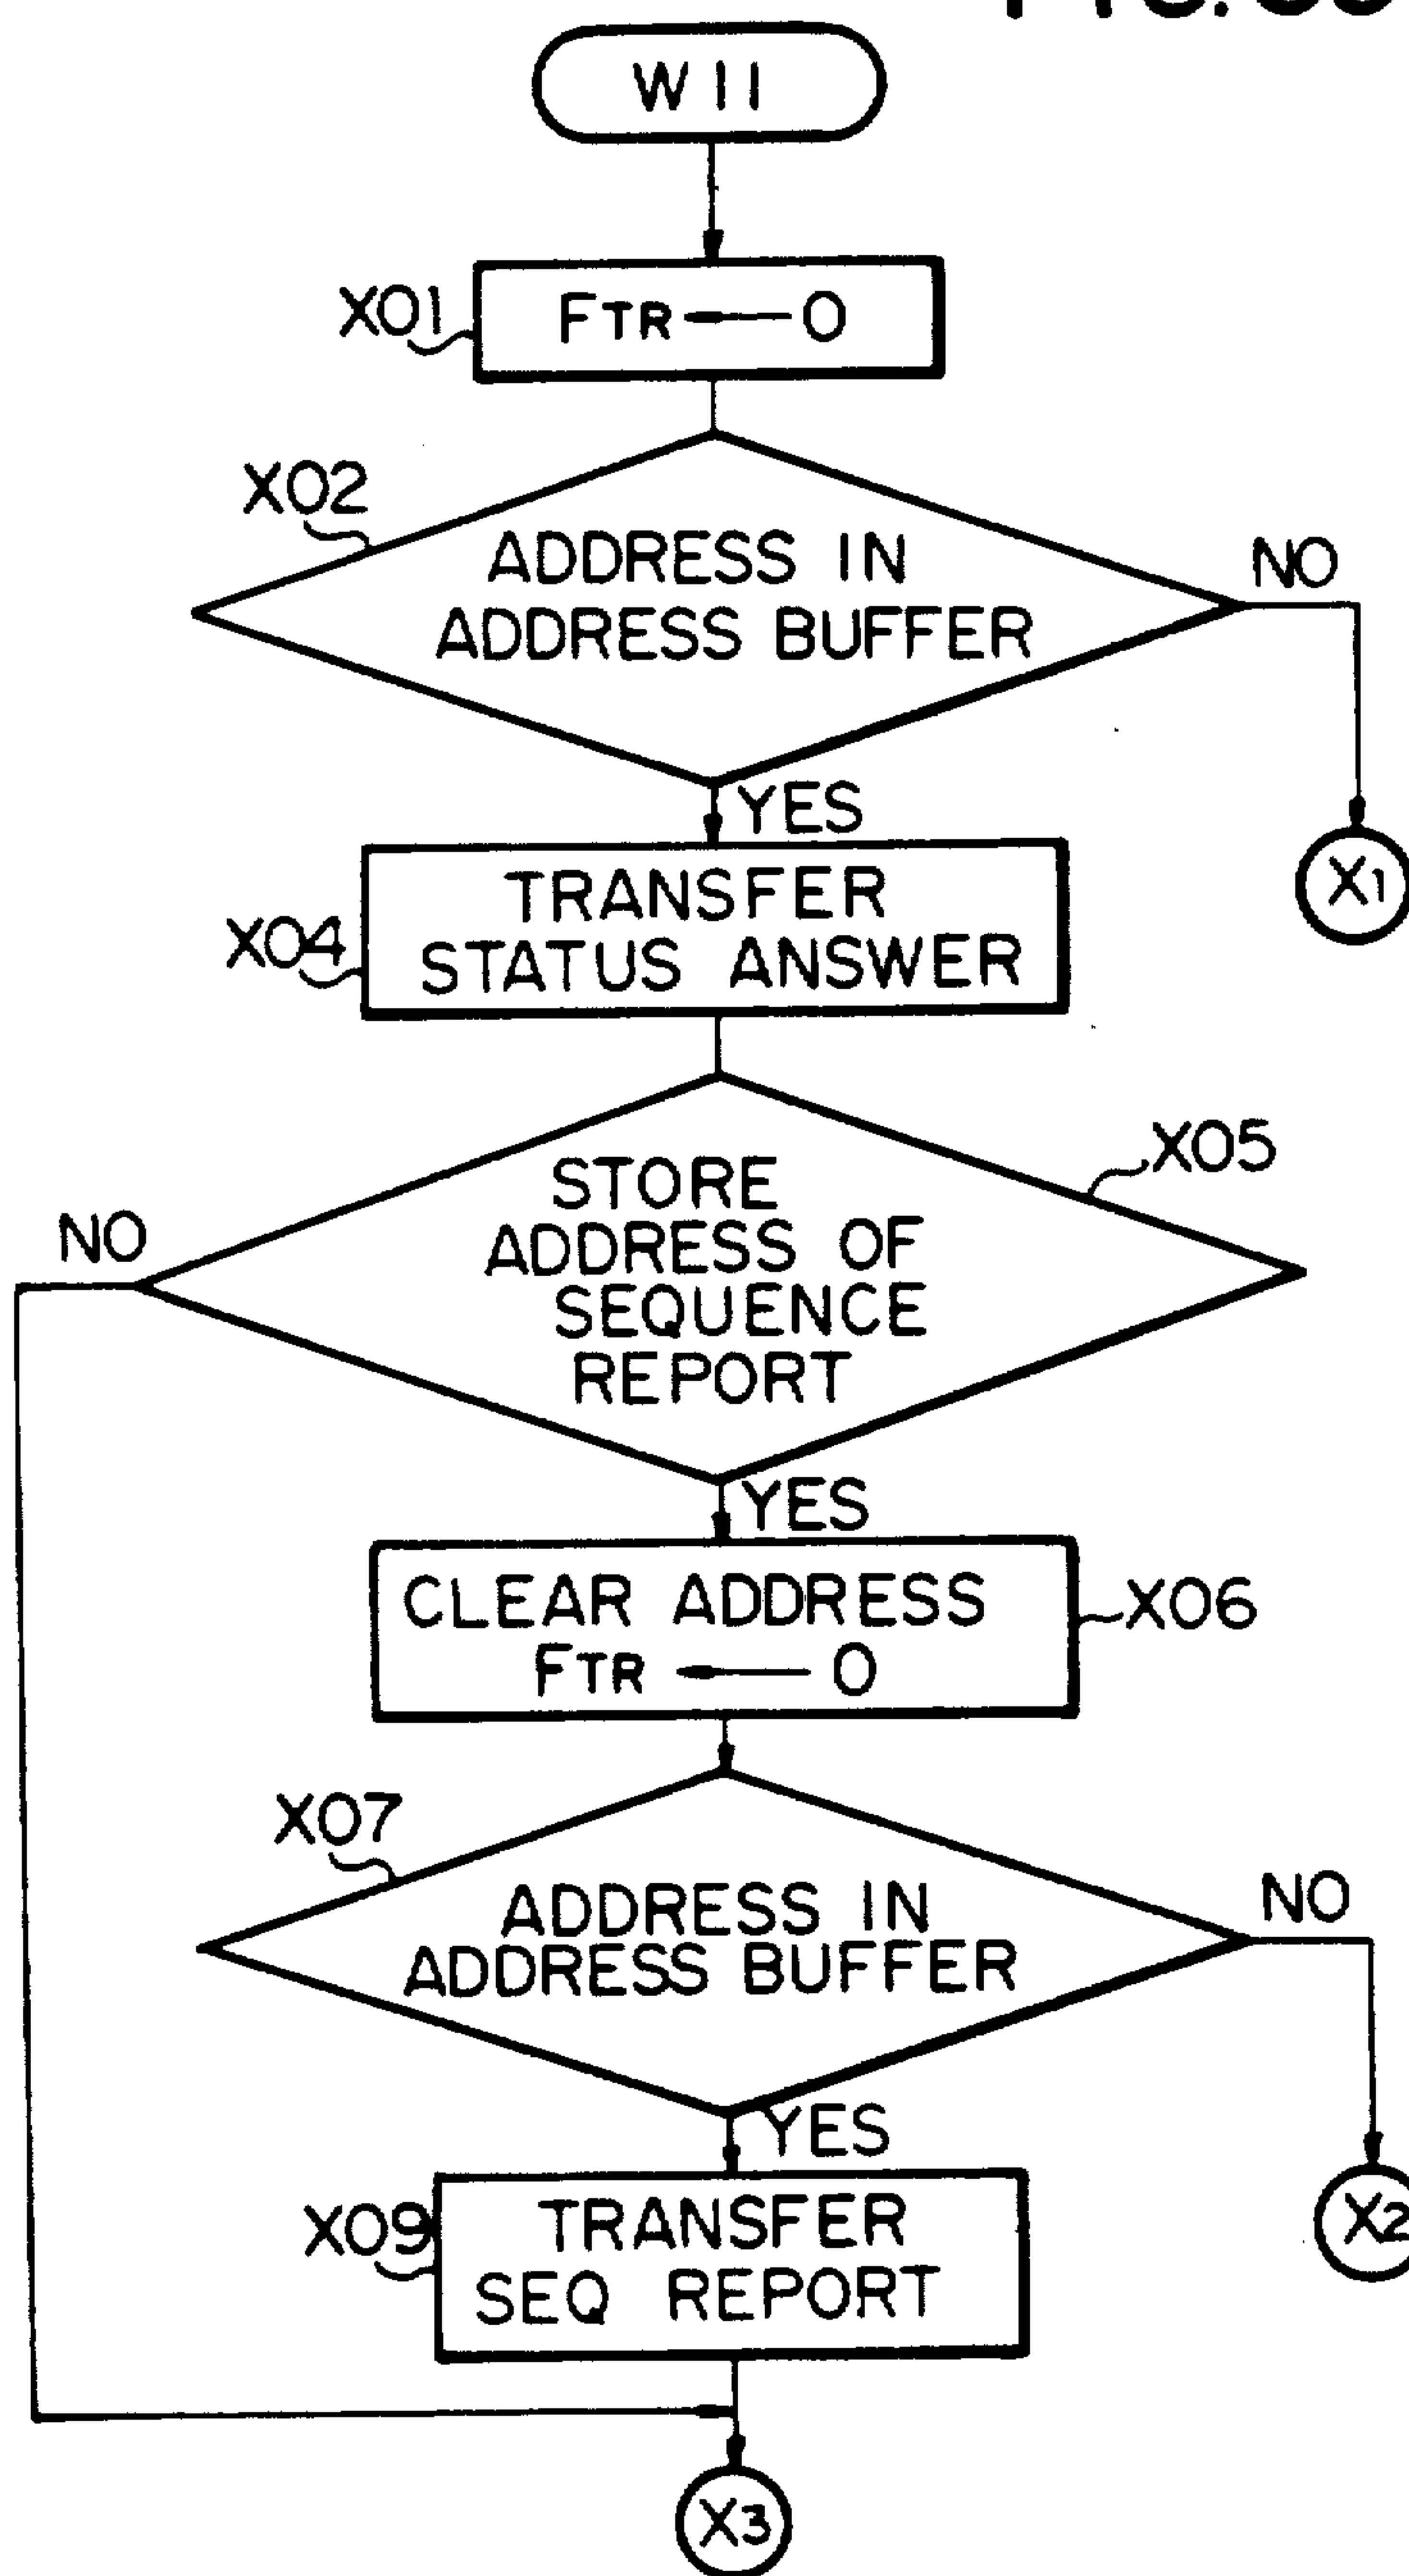 W11
X01
FTR ← 0
X02
ADDRESS IN
ADDRESS BUFFER
NO
YES
X1
X04
TRANSFER
STATUS ANSWER
X05
STORE
ADDRESS OF
SEQUENCE
REPORT
NO
YES
CLEAR ADDRESS
FTR ← 0
X06
X07
ADDRESS IN
ADDRESS BUFFER
NO
YES
X2
X09
TRANSFER
SEQ REPORT
X3